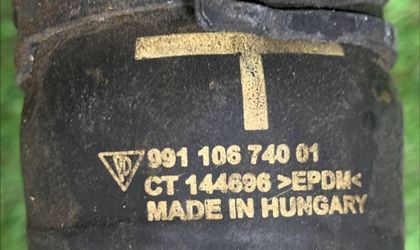 T
991 106 740 01
CT 144696 >EPDM<
MADE IN HUNGARY